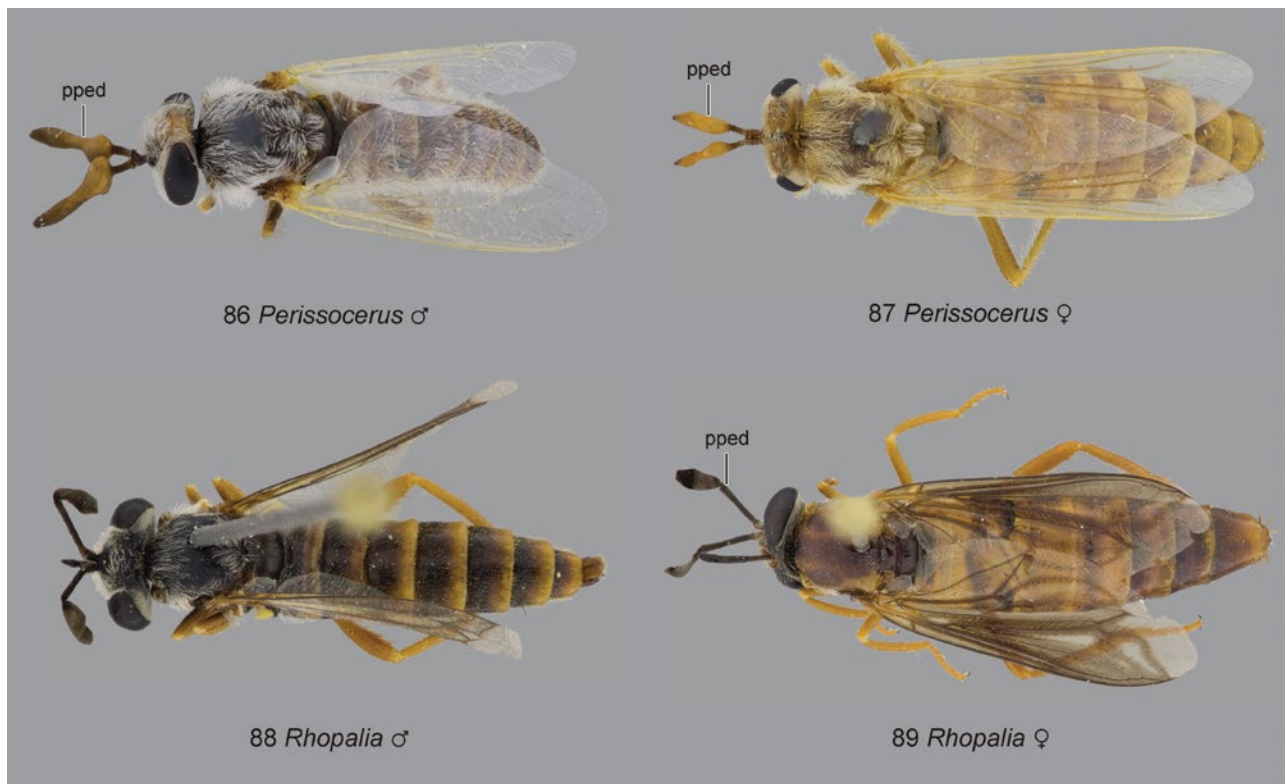 pped
pped
86 Perissocerus ♂
87 Perissocerus ♀
pped
88 Rhopalia ♂
89 Rhopalia ♀